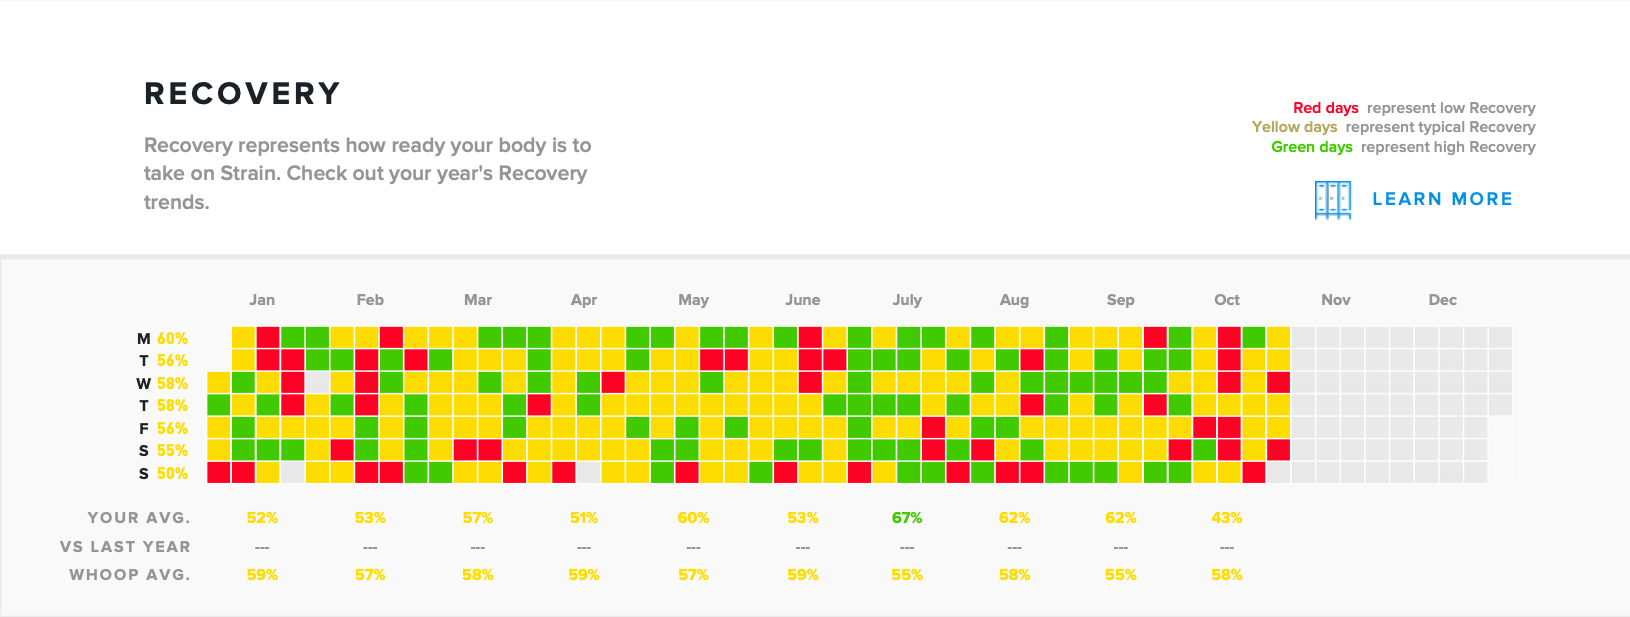 RECOVERY
Recovery represents how ready your body is to
take on Strain. Check out your year's Recovery
trends.
Red days represent low Recovery
Yellow days represent typical Recovery
Green days represent high Recovery
LEARN MORE
Jan Feb Mar Apr May June July Aug Sep Oct Nov Dec
M 60%
T 56%
W 58%
T 58%
F 56%
S 55%
S 50%
YOUR AVG. 52% 53% 57% 51% 60% 53% 67% 62% 62% 43%
VS LAST YEAR --- --- --- --- --- --- --- --- --- ---
WHOOP AVG. 59% 57% 58% 59% 57% 59% 55% 58% 55% 58%